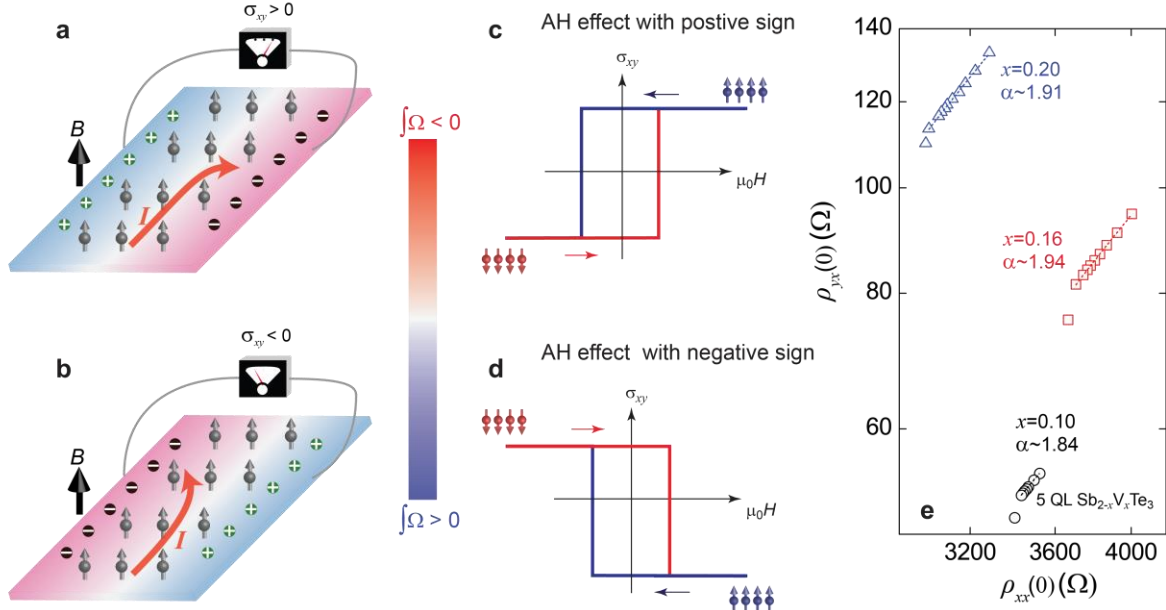 a
σxy > 0
B
I
+ + + + + +
− − − − − −
b
σxy < 0
B
I
− − − − − −
+ + + + + +
∫Ω < 0
∫Ω > 0
c
AH effect with postive sign
σxy
μ0H
d
AH effect with negative sign
σxy
μ0H
e
ρyx(0) (Ω)
140
120
100
80
60
x=0.20
α~1.91
x=0.16
α~1.94
x=0.10
α~1.84
5 QL Sb2-xVxTe3
3200
3600
4000
ρxx(0) (Ω)